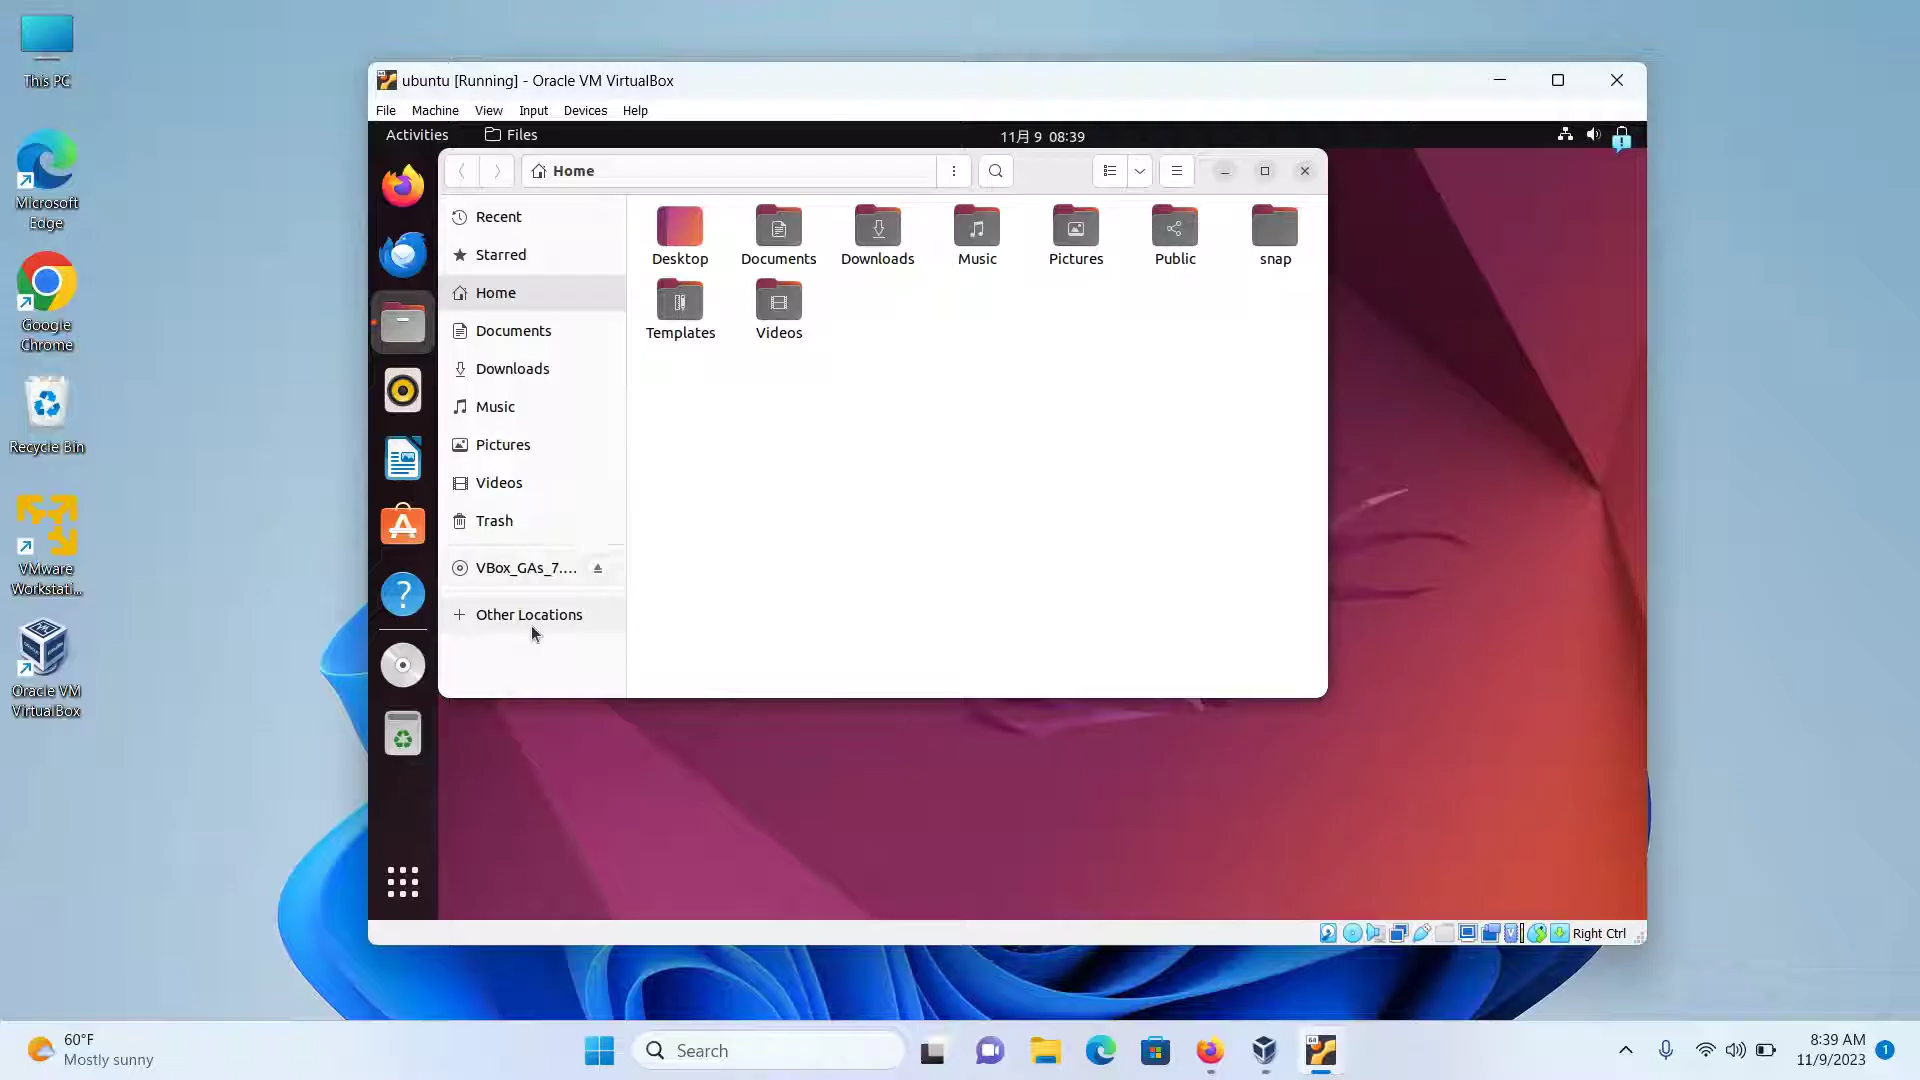 This PC
Microsoft
Edge
Google
Chrome
Recycle Bin
VMware
Workstati...
Oracle VM
VirtualBox
ubuntu [Running] - Oracle VM VirtualBox
File Machine View Input Devices Help
Activities Files 11月 9 08:39
Home
Recent
Starred
Home
Documents
Downloads
Music
Pictures
Videos
Trash
VBox_GAs_7....
Other Locations
Desktop Documents Downloads Music Pictures Public snap
Templates Videos
Right Ctrl
60°F
Mostly sunny
Search
64
8:39 AM
11/9/2023
1